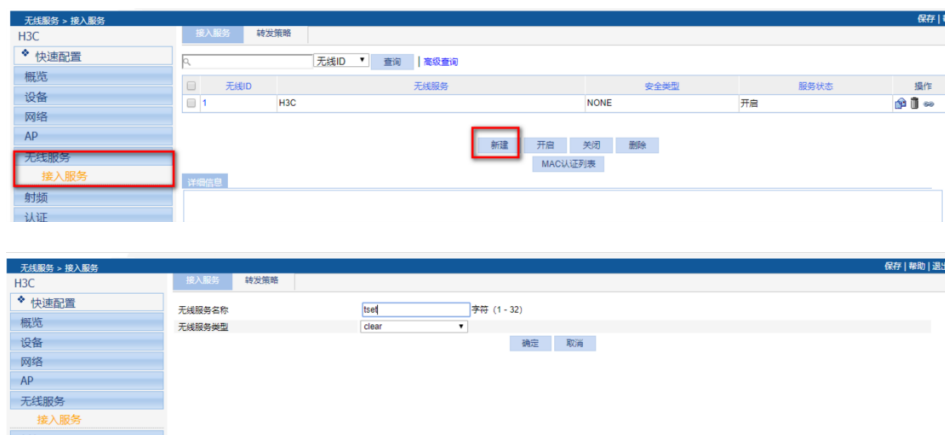 无线服务 > 接入服务 保存 |
H3C 接入服务 转发策略
快速配置 无线ID 查询 | 高级查询
概览 无线ID 无线服务 安全类型 服务状态 操作
设备 1 H3C NONE 开启
网络
AP 新建 开启 关闭 删除
无线服务 MAC认证列表
接入服务 详细信息
射频
认证
无线服务 > 接入服务 保存 | 帮助 | 退出
H3C 接入服务 转发策略
快速配置 无线服务名称 tset 字符 (1 - 32)
概览 无线服务类型 clear
设备 确定 取消
网络
AP
无线服务
接入服务